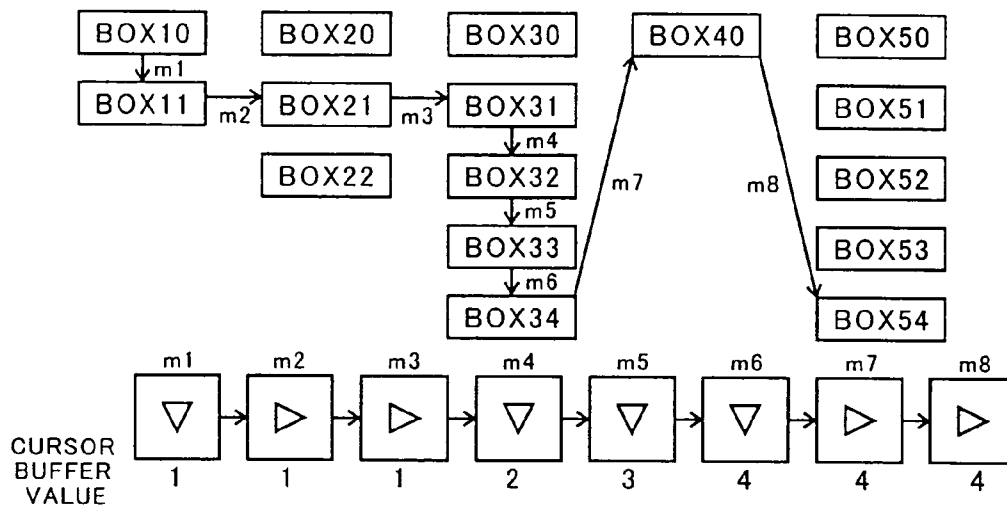 BOX10 BOX20 BOX30 BOX40 BOX50
m1
BOX11 m2 BOX21 m3 BOX31 BOX51
m4
BOX22 BOX32 m7 m8 BOX52
m5
BOX33 BOX53
m6
BOX34 BOX54
m1 m2 m3 m4 m5 m6 m7 m8
CURSOR
BUFFER
VALUE
1 1 1 2 3 4 4 4